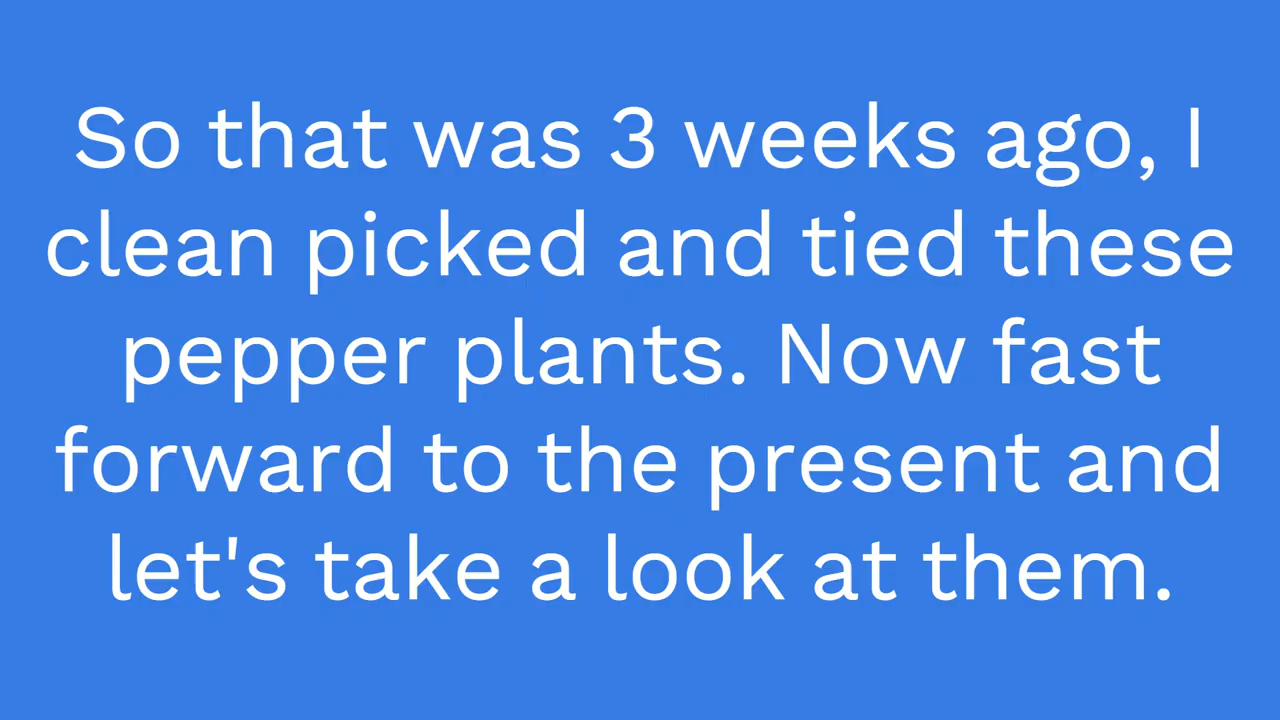 So that was 3 weeks ago, I
clean picked and tied these
pepper plants. Now fast
forward to the present and
let's take a look at them.